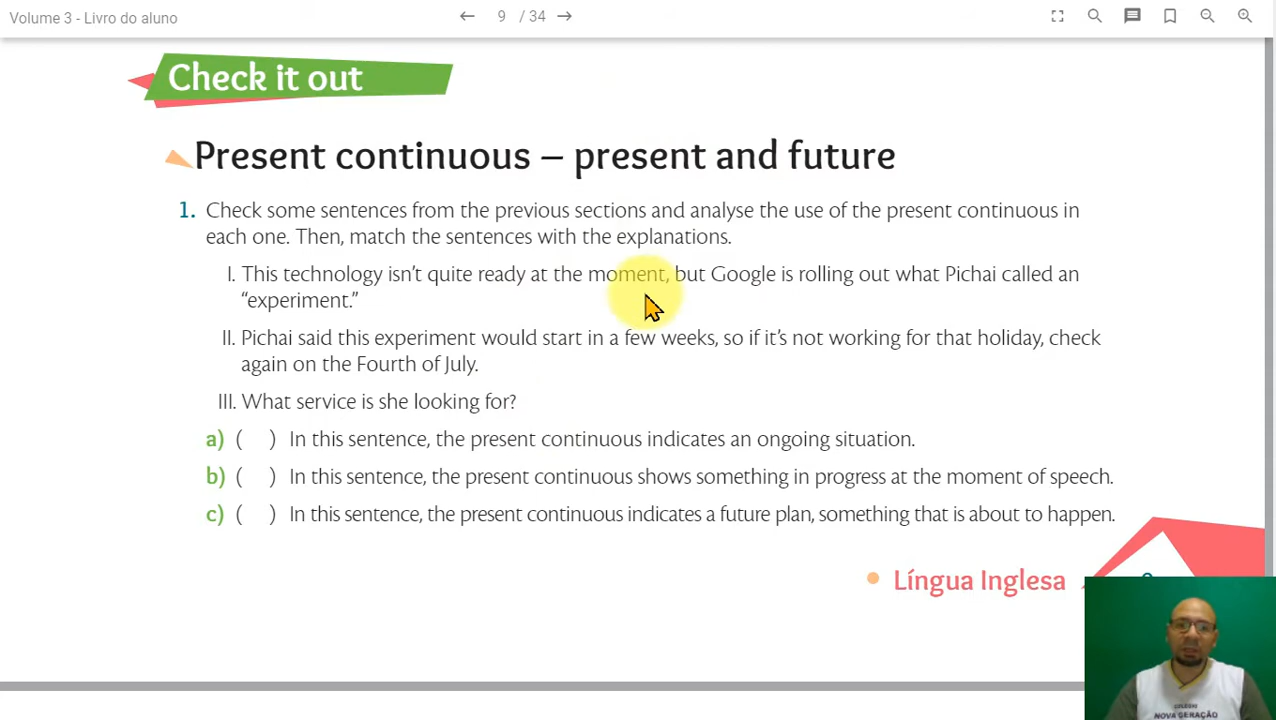 Volume 3 - Livro do aluno
9 / 34
Check it out
Present continuous – present and future
1. Check some sentences from the previous sections and analyse the use of the present continuous in
each one. Then, match the sentences with the explanations.
I. This technology isn’t quite ready at the moment, but Google is rolling out what Pichai called an
“experiment.”
II. Pichai said this experiment would start in a few weeks, so if it’s not working for that holiday, check
again on the Fourth of July.
III. What service is she looking for?
a) (   ) In this sentence, the present continuous indicates an ongoing situation.
b) (   ) In this sentence, the present continuous shows something in progress at the moment of speech.
c) (   ) In this sentence, the present continuous indicates a future plan, something that is about to happen.
Língua Inglesa
NOVA GERAÇÃO